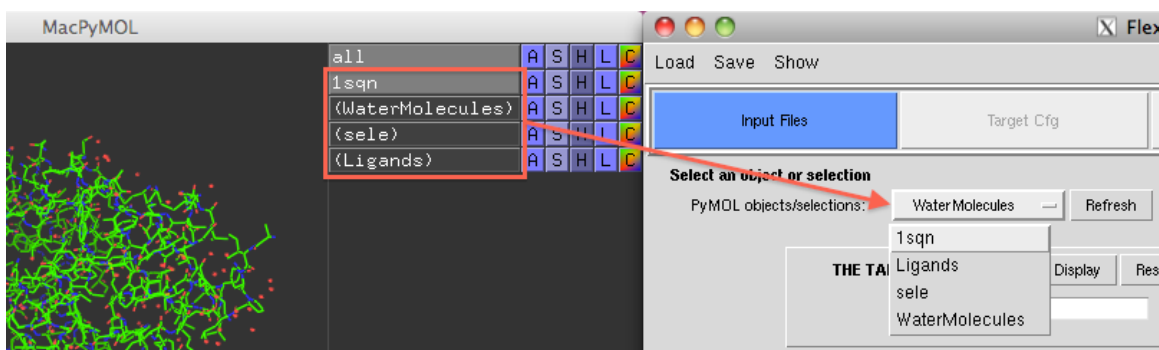 MacPyMOL
all A S H L C
1sqn A S H L C
(WaterMolecules) A S H L C
(sele) A S H L C
(Ligands) A S H L C
X Flex
Load Save Show
Input Files Target Cfg
Select an object or selection
PyMOL objects/selections: WaterMolecules Refresh
1sqn
Ligands
sele
WaterMolecules
THE TA Display Res